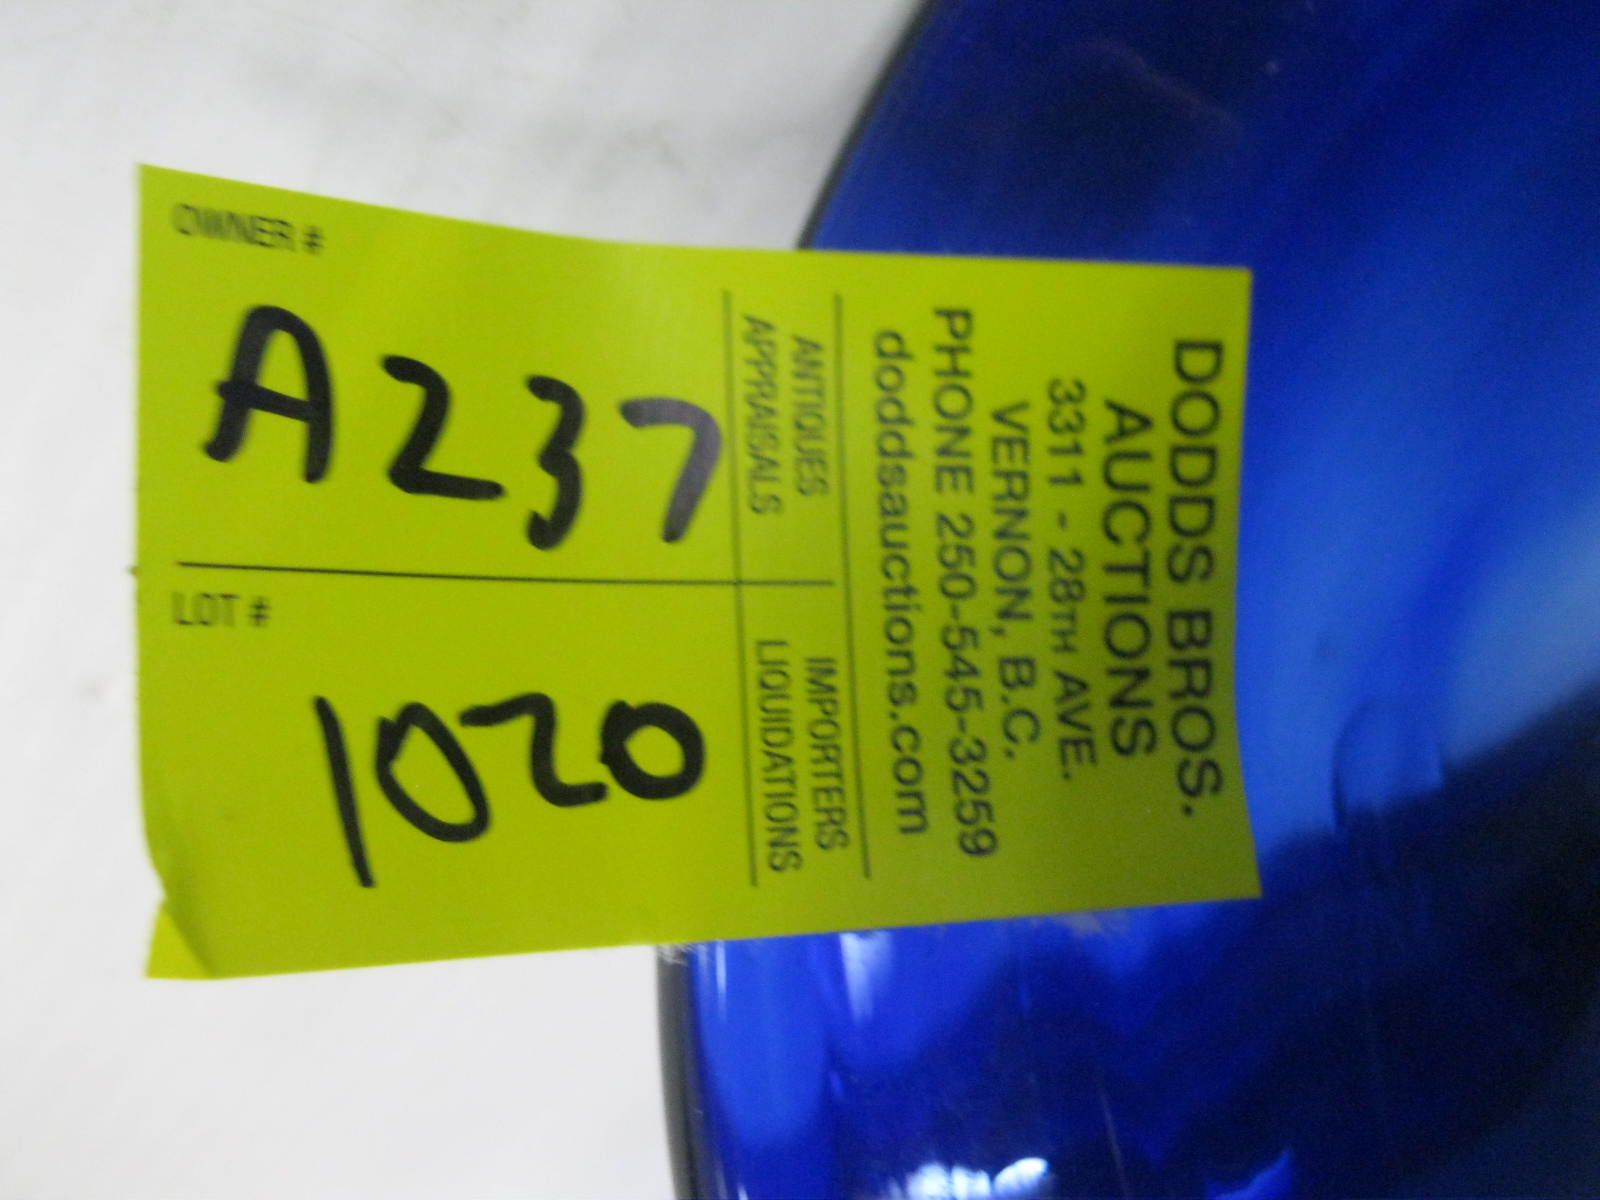 DODDS BROS.
AUCTIONS
3311 - 28TH AVE.
VERNON, B.C.
PHONE 250-545-3259
doddsauctions.com
ANTIQUES IMPORTERS
APPRAISALS LIQUIDATIONS
OWNER # LOT #
A237 1020